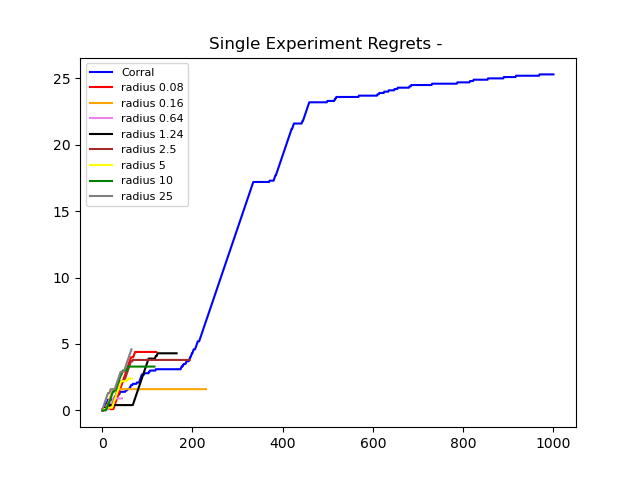 Single Experiment Regrets -
Corral
radius 0.08
radius 0.16
radius 0.64
radius 1.24
radius 2.5
radius 5
radius 10
radius 25
25
20
15
10
5
0
0 200 400 600 800 1000